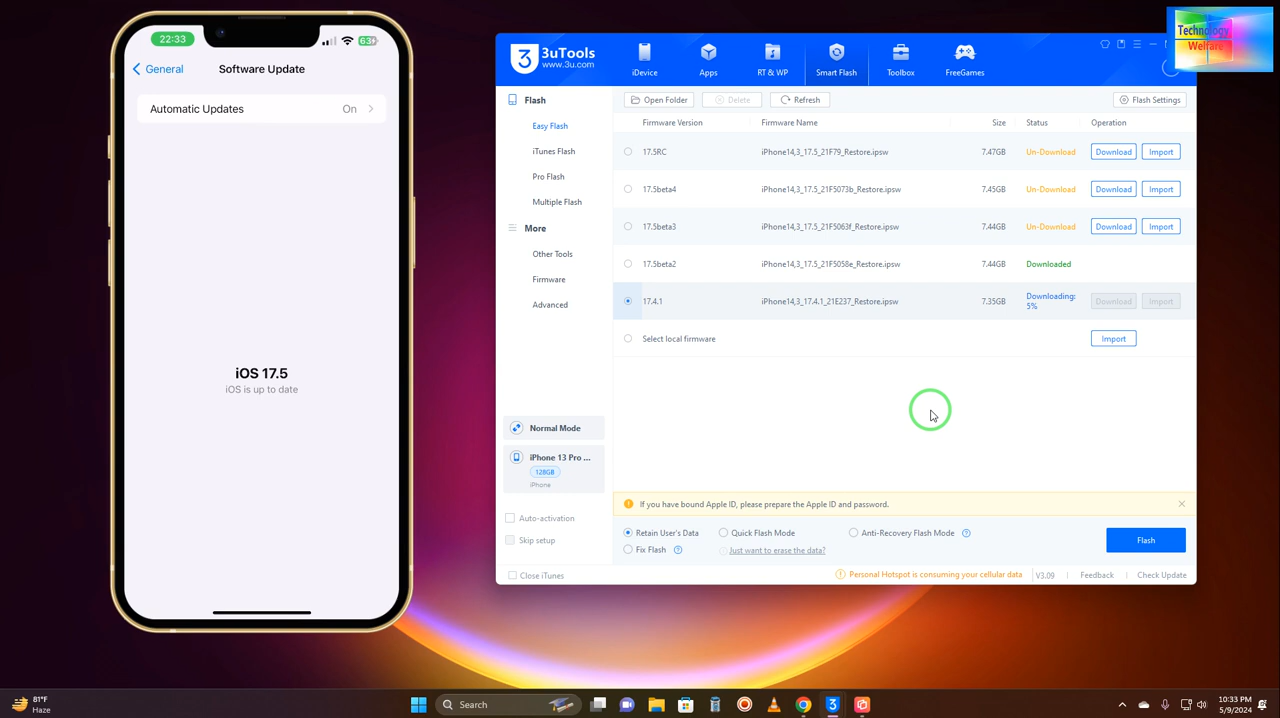 22:33
63
General
Software Update
Automatic Updates On
iOS 17.5
iOS is up to date
3
3uTools
www.3u.com
iDevice
Apps
RT & WP
Smart Flash
Toolbox
FreeGames
Technology
Welfare
Flash
Easy Flash
iTunes Flash
Pro Flash
Multiple Flash
More
Other Tools
Firmware
Advanced
Normal Mode
iPhone 13 Pro ...
128GB
iPhone
Auto-activation
Skip setup
Close iTunes
Open Folder Delete Refresh Flash Settings
Firmware Version Firmware Name Size Status Operation
17.5RC iPhone14,3_17.5_21F79_Restore.ipsw 7.47GB Un-Download Download Import
17.5beta4 iPhone14,3_17.5_21F5073b_Restore.ipsw 7.45GB Un-Download Download Import
17.5beta3 iPhone14,3_17.5_21F5063f_Restore.ipsw 7.44GB Un-Download Download Import
17.5beta2 iPhone14,3_17.5_21F5058e_Restore.ipsw 7.44GB Downloaded
17.4.1 iPhone14,3_17.4.1_21E237_Restore.ipsw 7.35GB Downloading: 5% Download Import
Select local firmware Import
If you have bound Apple ID, please prepare the Apple ID and password.
Retain User's Data Quick Flash Mode Anti-Recovery Flash Mode
Fix Flash Just want to erase the data?
Flash
Personal Hotspot is consuming your cellular data V3.09 Feedback Check Update
81°F
Haze
Search
10:33 PM
5/9/2024